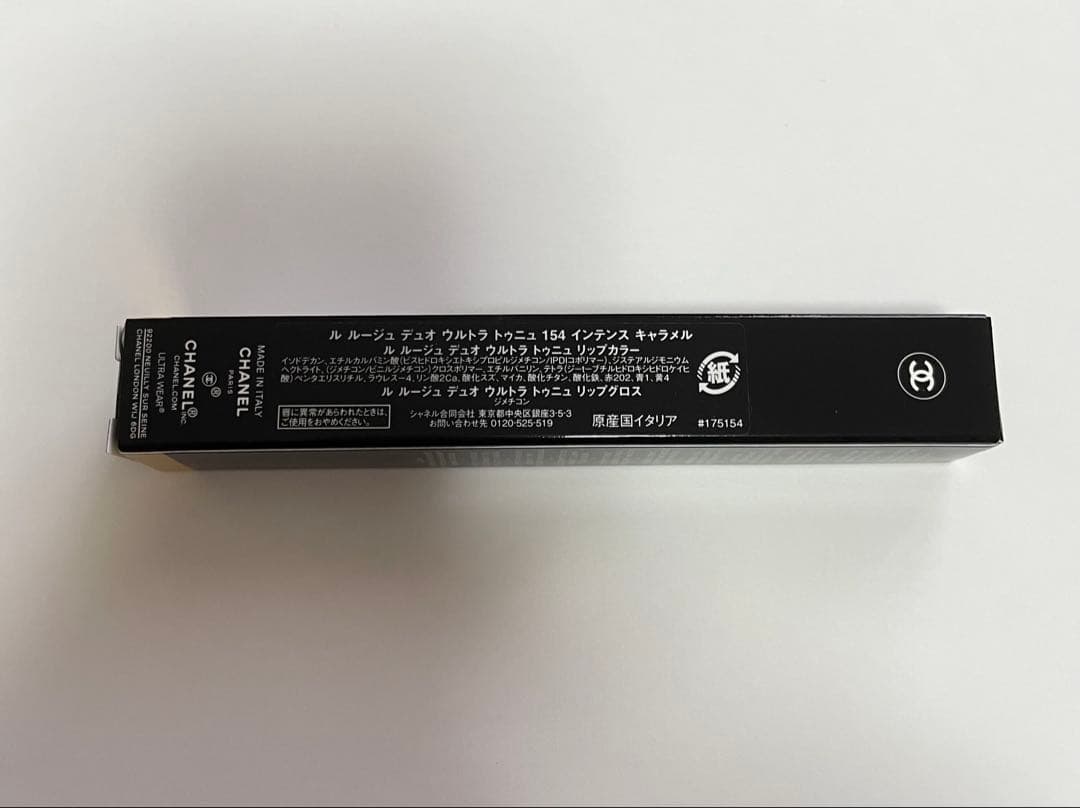 ル ルージュ デュオ ウルトラ トゥニュ 154 インテンス キャラメル
ル ルージュ デュオ ウルトラ トゥニュ リップカラー
イソドデカン、エチルカルバミン酸(ビスヒドロキシエトキシプロピルジメチコン/IPDIコポリマー)、ジステアルジモニウム
ヘクトライト、(ジメチコン/ビニルジメチコン)クロスポリマー、エチルバニリン、テトラ(ジ-t-ブチルヒドロキシヒドロケイヒ
酸)ペンタエリスリチル、ラウレス-4、リン酸2Ca、酸化スズ、マイカ、酸化チタン、酸化鉄、赤202、青1、黄4
ル ルージュ デュオ ウルトラ トゥニュ リップグロス
ジメチコン
唇に異常があらわれたときは、
ご使用をおやめください。
シャネル合同会社 東京都中央区銀座3-5-3
お問い合わせ先 0120-525-519
原産国イタリア
#175154
紙
MADE IN ITALY
CHANEL
PARIS
® ®
CHANEL® INC.
CHANEL.COM
ULTRA WEAR®
92200 NEUILLY SUR SEINE
CHANEL LONDON W1J 6DG